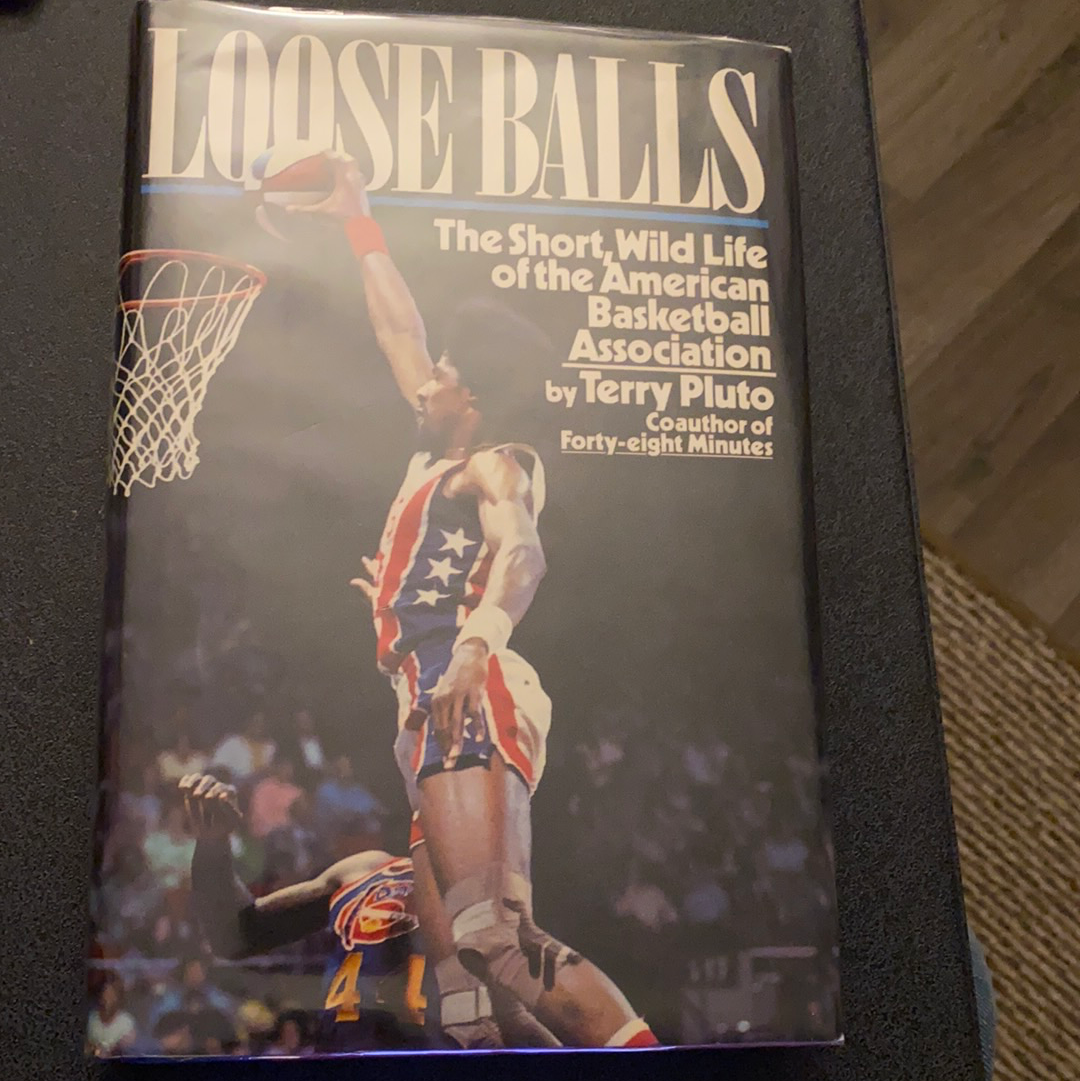 LOOSE BALLS
The Short, Wild Life
of the American
Basketball
Association
by Terry Pluto
Coauthor of
Forty-eight Minutes
44